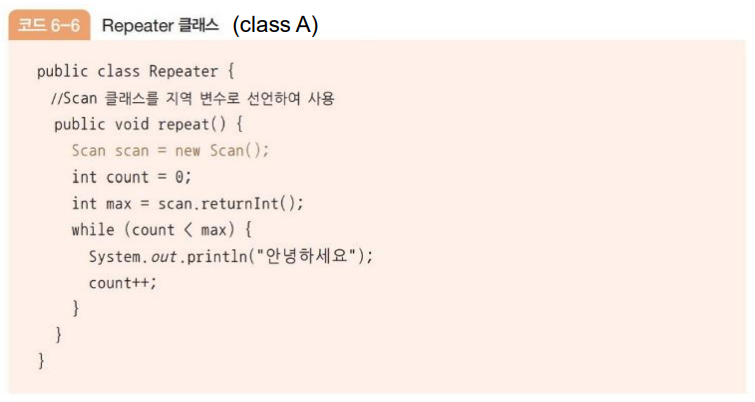 코드 6-6 Repeater 클래스 (class A)
public class Repeater {
//Scan 클래스를 지역 변수로 선언하여 사용
public void repeat() {
Scan scan = new Scan();
int count = 0;
int max = scan.returnInt();
while (count < max) {
System.out.println("안녕하세요");
count++;
}
}
}